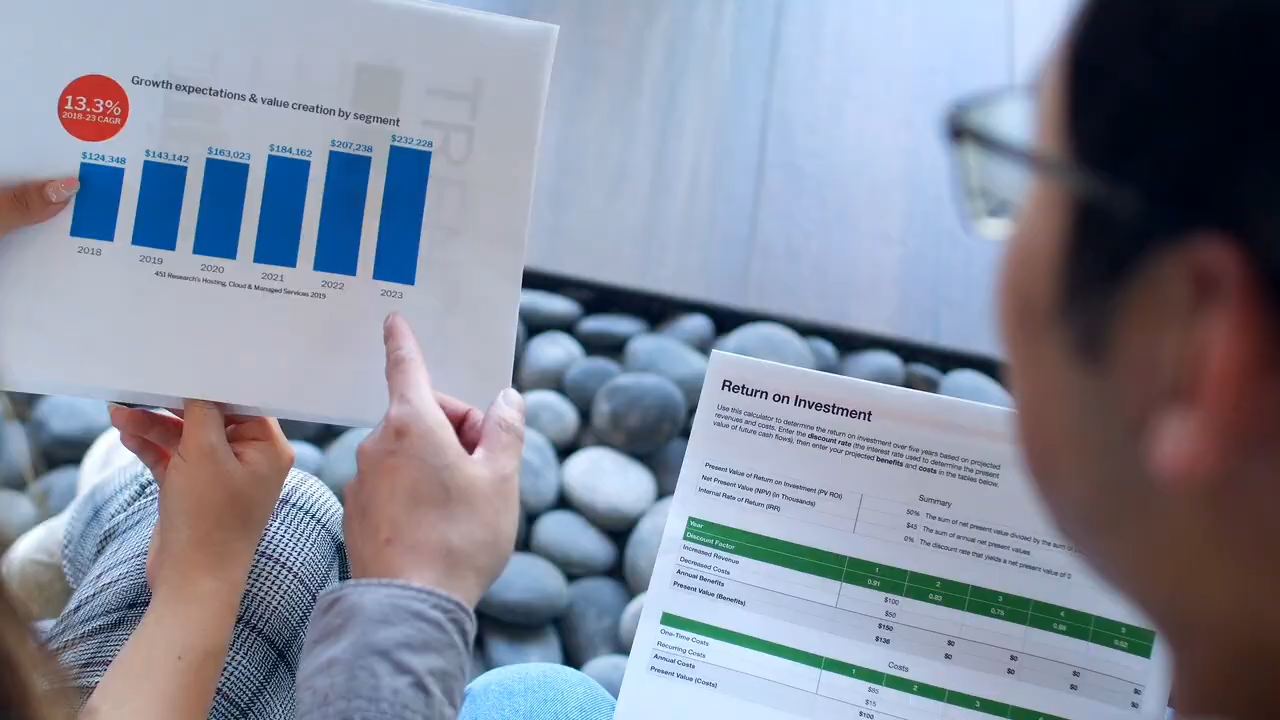 Growth expectations & value creation by segment
13.3%
2018-23 CAGR
$124,348
$143,142
$163,023
$184,162
$207,238
$232,228
2018
2019
2020
2021
2022
2023
451 Research's Hosting, Cloud & Managed Services 2019
Return on Investment
Use this calculator to determine the return on investment over five years based on projected
revenues and costs. Enter the discount rate (the interest rate used to determine the present
value of future cash flows), then enter your projected benefits and costs in the tables below.
Summary
Present Value of Return on Investment (PV ROI) 50% The sum of net present value divided by the sum of
Net Present Value (NPV) (in Thousands) $45 The sum of annual net present values
Internal Rate of Return (IRR) 0% The discount rate that yields a net present value of 0
Year 1 2 3 4 5
Discount Factor 0.91 0.83 0.75 0.68 0.62
Increased Revenue $100
Decreased Costs $50
Annual Benefits $150 $0 $0 $0 $0
Present Value (Benefits) $136 $0 $0 $0 $0
Costs
1 2 3 4
One-Time Costs $85
Recurring Costs $15
Annual Costs $100
Present Value (Costs)